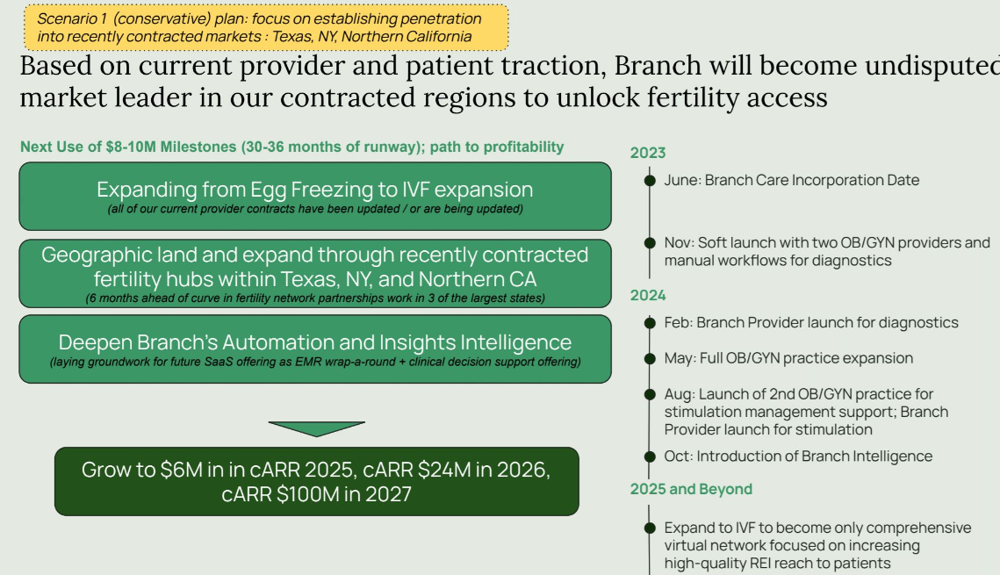 Scenario 1 (conservative) plan: focus on establishing penetration
into recently contracted markets : Texas, NY, Northern California
Based on current provider and patient traction, Branch will become undisputed
market leader in our contracted regions to unlock fertility access
Next Use of $8-10M Milestones (30-36 months of runway); path to profitability
Expanding from Egg Freezing to IVF expansion
(all of our current provider contracts have been updated / or are being updated)
Geographic land and expand through recently contracted
fertility hubs within Texas, NY, and Northern CA
(6 months ahead of curve in fertility network partnerships work in 3 of the largest states)
Deepen Branch's Automation and Insights Intelligence
(laying groundwork for future SaaS offering as EMR wrap-a-round + clinical decision support offering)
Grow to $6M in in cARR 2025, cARR $24M in 2026,
cARR $100M in 2027
2023
June: Branch Care Incorporation Date
Nov: Soft launch with two OB/GYN providers and
manual workflows for diagnostics
2024
Feb: Branch Provider launch for diagnostics
May: Full OB/GYN practice expansion
Aug: Launch of 2nd OB/GYN practice for
stimulation management support; Branch
Provider launch for stimulation
Oct: Introduction of Branch Intelligence
2025 and Beyond
Expand to IVF to become only comprehensive
virtual network focused on increasing
high-quality REI reach to patients